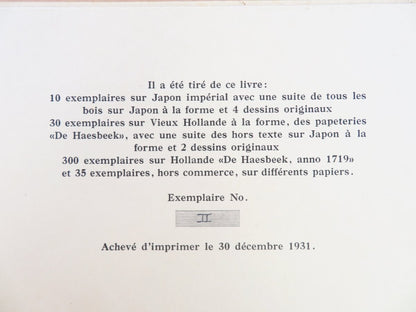 Il a été tiré de ce livre:
10 exemplaires sur Japon impérial avec une suite de tous les
bois sur Japon à la forme et 4 dessins originaux
30 exemplaires sur Vieux Hollande à la forme, des papeteries
«De Haesbeek», avec une suite des hors texte sur Japon à la
forme et 2 dessins originaux
300 exemplaires sur Hollande «De Haesbeek, anno 1719»
et 35 exemplaires, hors commerce, sur différents papiers.
Exemplaire No.
II
Achevé d'imprimer le 30 décembre 1931.